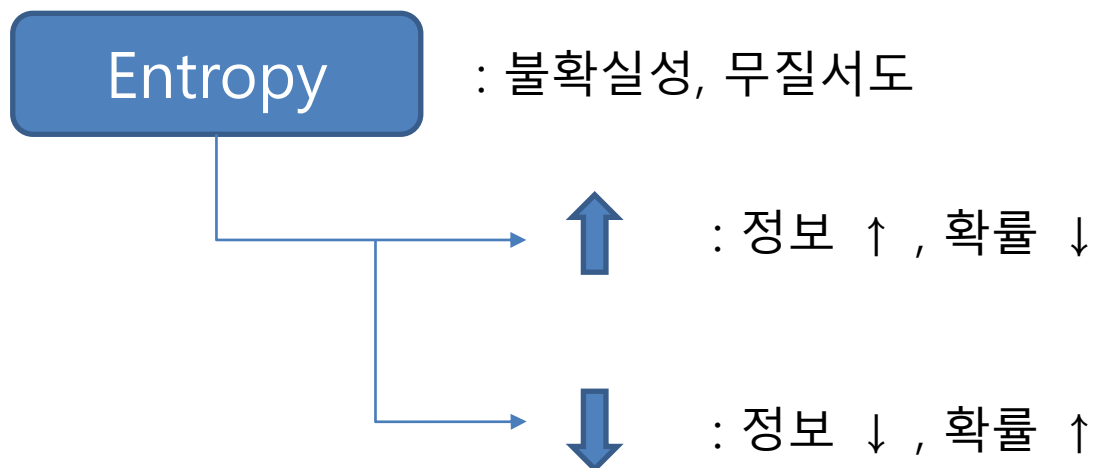 Entropy : 불확실성, 무질서도
: 정보 ↑ , 확률 ↓
: 정보 ↓ , 확률 ↑